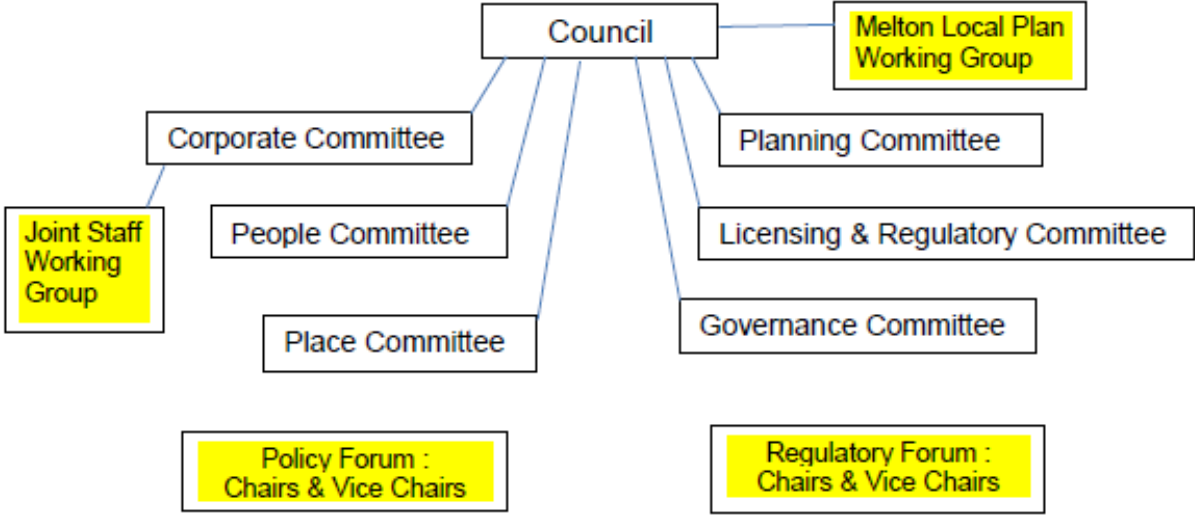 Council
Melton Local Plan
Working Group
Corporate Committee
Planning Committee
Joint Staff
Working
Group
People Committee
Licensing & Regulatory Committee
Place Committee
Governance Committee
Policy Forum :
Chairs & Vice Chairs
Regulatory Forum :
Chairs & Vice Chairs